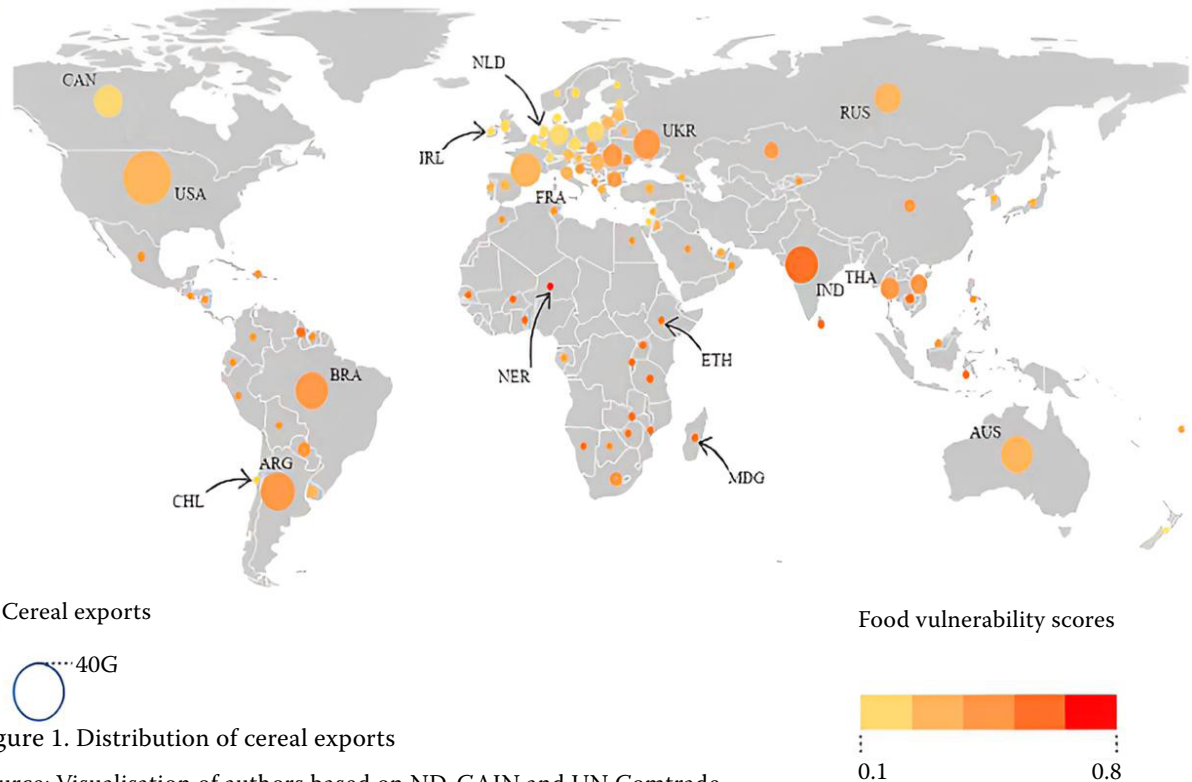 NLD
CAN
RUS
UKR
IRL
USA
FRA
IND
THA
NER
ETH
BRA
AUS
ARG
MDG
CHL
Cereal exports
Food vulnerability scores
40G
gure 1. Distribution of cereal exports
0.1
0.8
urce: Visualisation of authors based on ND-GAIN and UN Comtrade